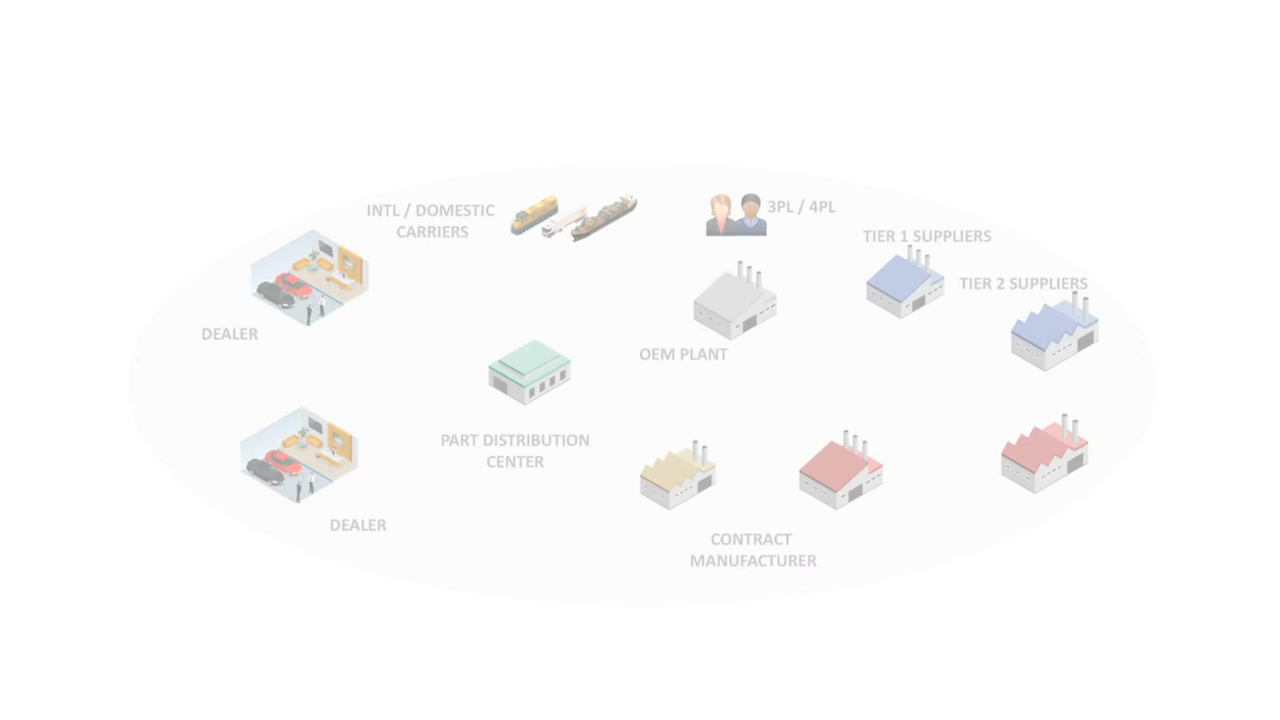 INTL / DOMESTIC
CARRIERS
3PL / 4PL
TIER 1 SUPPLIERS
TIER 2 SUPPLIERS
DEALER
OEM PLANT
PART DISTRIBUTION
CENTER
DEALER
CONTRACT
MANUFACTURER